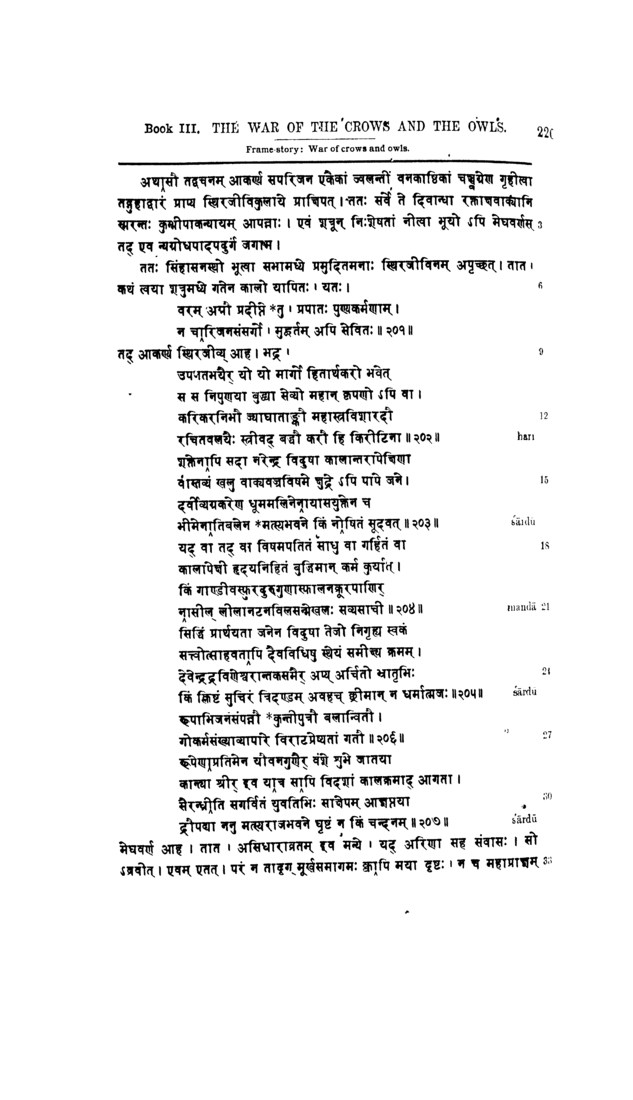 Book III. THE WAR OF THE CROWS AND THE OWLS. 22
Frame-story: War of crows and owls.
अथासौ तद्वचनम् आकर्ण्य सपरिजन एकैकां ज्वलन्तीं वनकाष्ठिकां चञ्च्वग्रेण गृहीत्वा
तद्गुहाद्वारं प्राप्य स्थिरजीविकुलाये प्राक्षिपत् । ततः सर्वे ते दिवान्धा रक्ताक्षवाक्यानि
स्मरन्तः कुम्भीपाकन्यायम् आपन्नाः । एवं शत्रून् निःशेषतां नीत्वा भूयो ऽपि मेघवर्णस् 3
तद् एव न्यग्रोधपादपदुर्गं जगाम ।
ततः सिंहासनस्थो भूत्वा सभामध्ये प्रमुदितमनाः स्थिरजीविनम् अपृच्छत् । तात ।
कथं त्वया शत्रुमध्ये गतेन कालो यापितः । यतः । 6
वरम् अग्नौ प्रदीप्ते *तु । प्रपातः पुण्यकर्मणाम् ।
न चारिजनसंसर्गो । मुहूर्तम् अपि सेवितः ॥ २०१ ॥
तद् आकर्ण्य स्थिरजीव्य् आह । भद्र । 9
उपनतभयैर् यो यो मार्गो हितार्थकरो भवेत्
स स निपुणया बुद्ध्या सेव्यो महान् कृपणो ऽपि वा ।
करिकरनिभौ ज्याघाताङ्कौ महास्त्रविशारदौ 12
रचितवलयैः स्त्रीवद् बद्धौ करौ हि किरीटिना ॥ २०२ ॥ hari
शक्तेनापि सदा नरेन्द्र विदुषा कालान्तरापेक्षिणा
वास्तव्यं खलु वाक्यवज्रविषमे क्षुद्रे ऽपि पापे जने । 15
दर्वीव्यग्रकरेण धूममलिनेनायासयुक्तेन च
भीमेनातिबलेन *मत्स्यभवने किं नोषितं सूदवत् ॥ २०३ ॥ śārdū
यद् वा तद् वा विषमपतितं साधु वा गर्हितं वा 18
कालापेक्षी हृदयनिहितं बुद्धिमान् कर्म कुर्यात् ।
किं गाण्डीवस्फुरदुरुगुणास्फालनक्रूरपाणिर्
नासील् लीलानटनविलसन्मेखलः सव्यसाची ॥ २०४ ॥ mandā 21
सिद्धिं प्रार्थयता जनेन विदुषा तेजो निगृह्य स्वकं
सत्त्वोत्साहवतापि दैवविधिषु स्थेयं समीक्ष्य क्रमम् ।
देवेन्द्रद्रविणेश्वरान्तकसमैर् अप्य् अर्चितो भ्रातृभिः 24
किं क्लिष्टं सुचिरं त्रिदण्डम् अवहच् छ्रीमान् न धर्मात्मजः ॥ २०५ ॥ śārdū
रूपाभिजनसंपन्नौ *कुन्तीपुत्रौ बलान्वितौ ।
गोकर्मसंख्याव्यापारे विराटप्रेष्यतां गतौ ॥ २०६ ॥ 27
रूपेणाप्रतिमेन यौवनगुणैर् वंशे शुभे जातया
कान्त्या श्रीर् इव यात्र सापि विदशां कालक्रमाद् आगता ।
सैरन्ध्रीति सगर्वितं युवतिभिः साक्षेपम् आज्ञप्तया 30
द्रौपद्या ननु मत्स्यराजभवने घृष्टं न किं चन्दनम् ॥ २०७ ॥ śārdū
मेघवर्ण आह । तात । असिधाराव्रतम् इव मन्ये । यद् अरिणा सह संवासः । सो
ऽब्रवीत् । एवम् एतत् । परं न तादृग् मूर्खसमागमः क्वापि मया दृष्टः । न च महाप्राज्ञम् 33